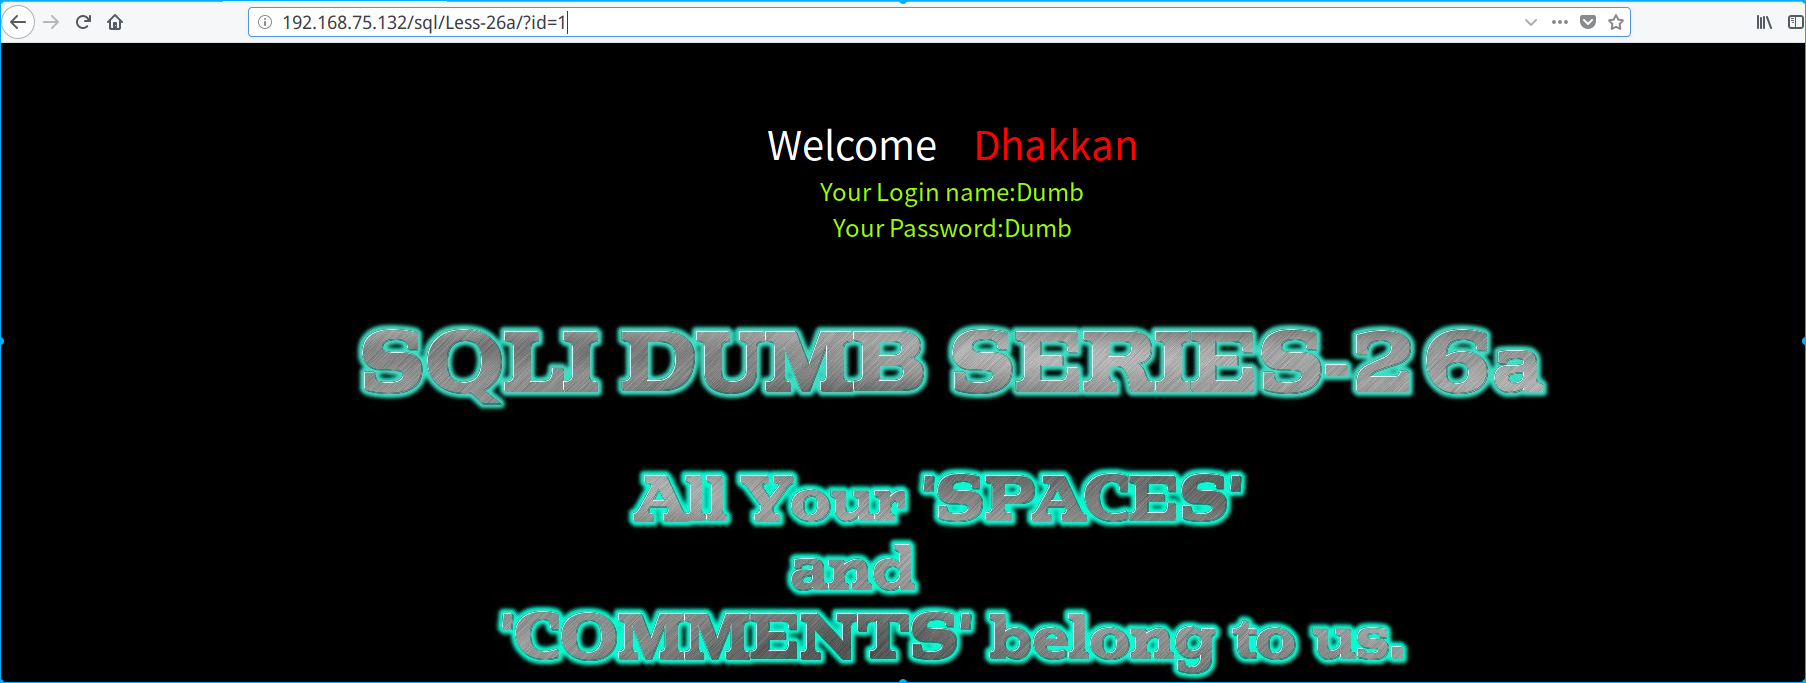 192.168.75.132/sql/Less-26a/?id=1
Welcome Dhakkan
Your Login name:Dumb
Your Password:Dumb
SQLI DUMB SERIES-26a
All Your 'SPACES'
and
'COMMENTS' belong to us.